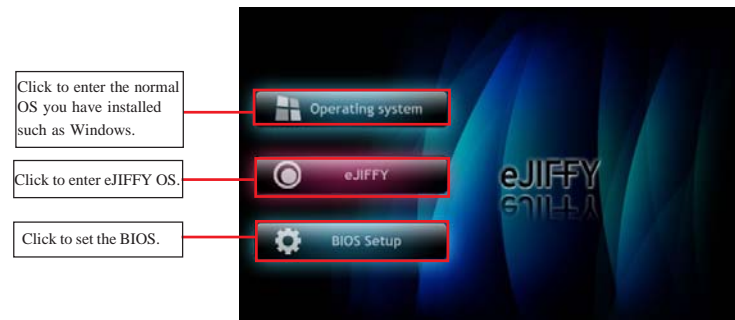 Click to enter the normal
OS you have installed
such as Windows.
Operating system
Click to enter eJIFFY OS.
eJIFFY
eJIFFY
Click to set the BIOS.
BIOS Setup